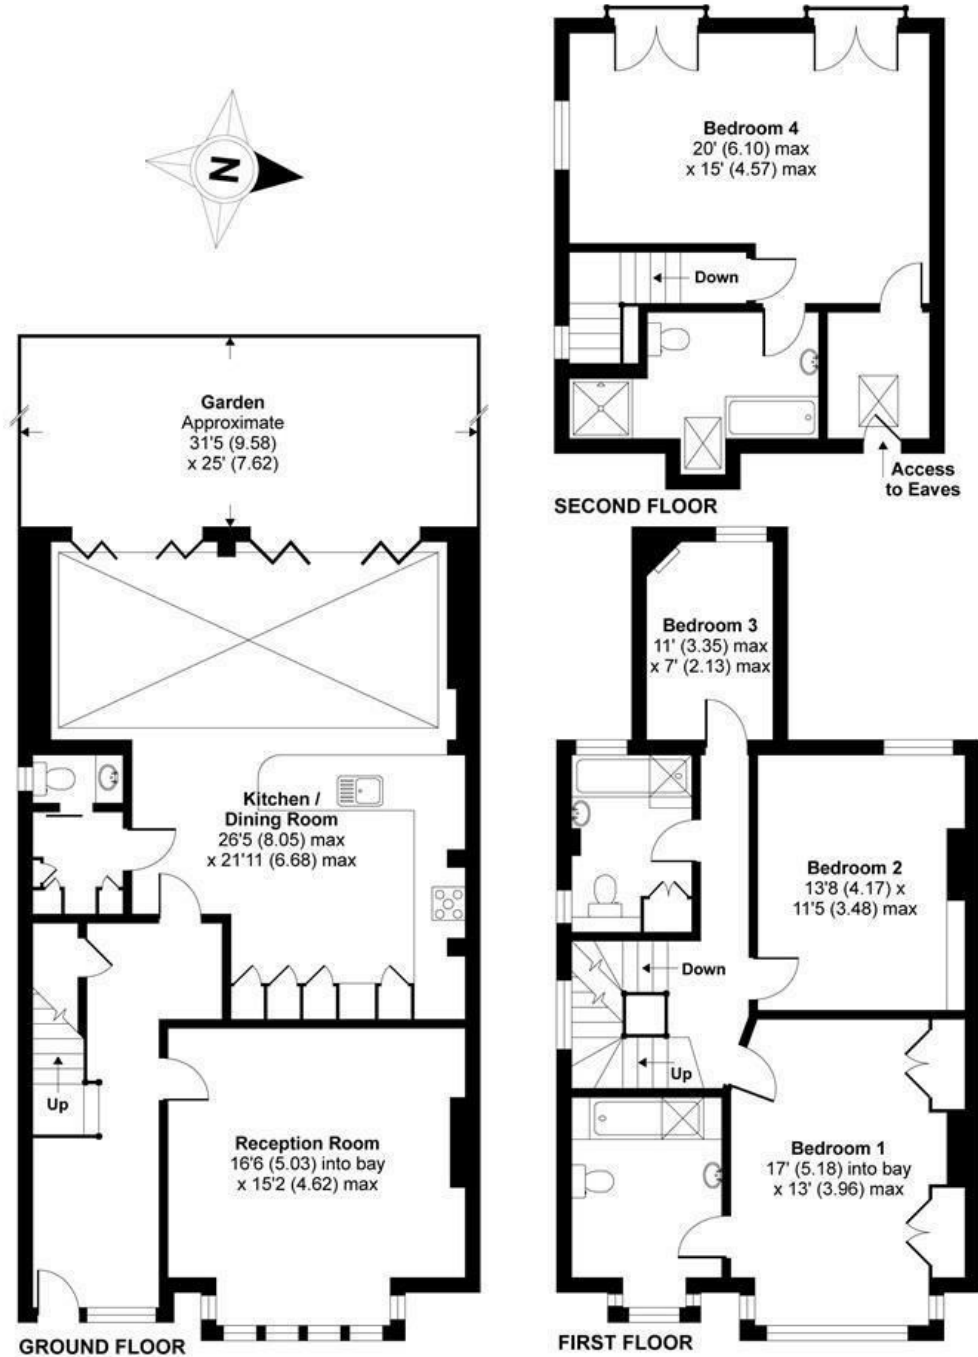 N
Garden
Approximate
31'5 (9.58)
x 25' (7.62)
Kitchen /
Dining Room
26'5 (8.05) max
x 21'11 (6.68) max
Up
Reception Room
16'6 (5.03) into bay
x 15'2 (4.62) max
GROUND FLOOR
Bedroom 4
20' (6.10) max
x 15' (4.57) max
Down
Access
to Eaves
SECOND FLOOR
Bedroom 3
11' (3.35) max
x 7' (2.13) max
Bedroom 2
13'8 (4.17) x
11'5 (3.48) max
Down
Up
Bedroom 1
17' (5.18) into bay
x 13' (3.96) max
FIRST FLOOR